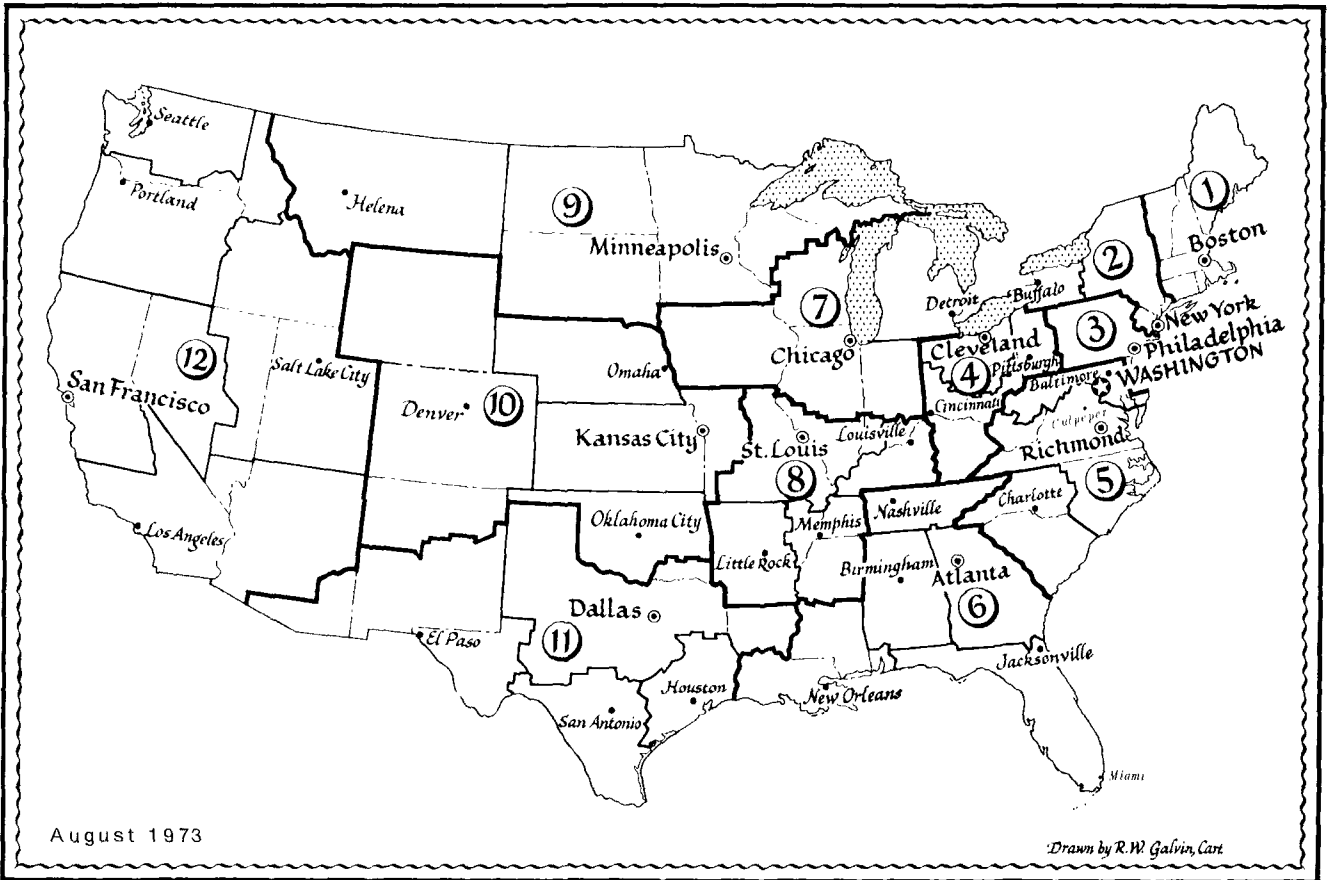 Seattle
Portland
Helena
9
Minneapolis
1
Boston
2
7
Detroit
Buffalo
New York
3
Philadelphia
Chicago
Cleveland
Pittsburgh
WASHINGTON
4
Baltimore
12
Salt Lake City
Omaha
San Francisco
Denver
10
Cincinnati
Culpeper
Kansas City
St. Louis
Louisville
Richmond
8
5
Los Angeles
Oklahoma City
Memphis
Nashville
Charlotte
Little Rock
Birmingham
Atlanta
6
Dallas
11
El Paso
Jacksonville
Houston
New Orleans
San Antonio
Miami
August 1973
Drawn by R.W. Galvin, Cart.